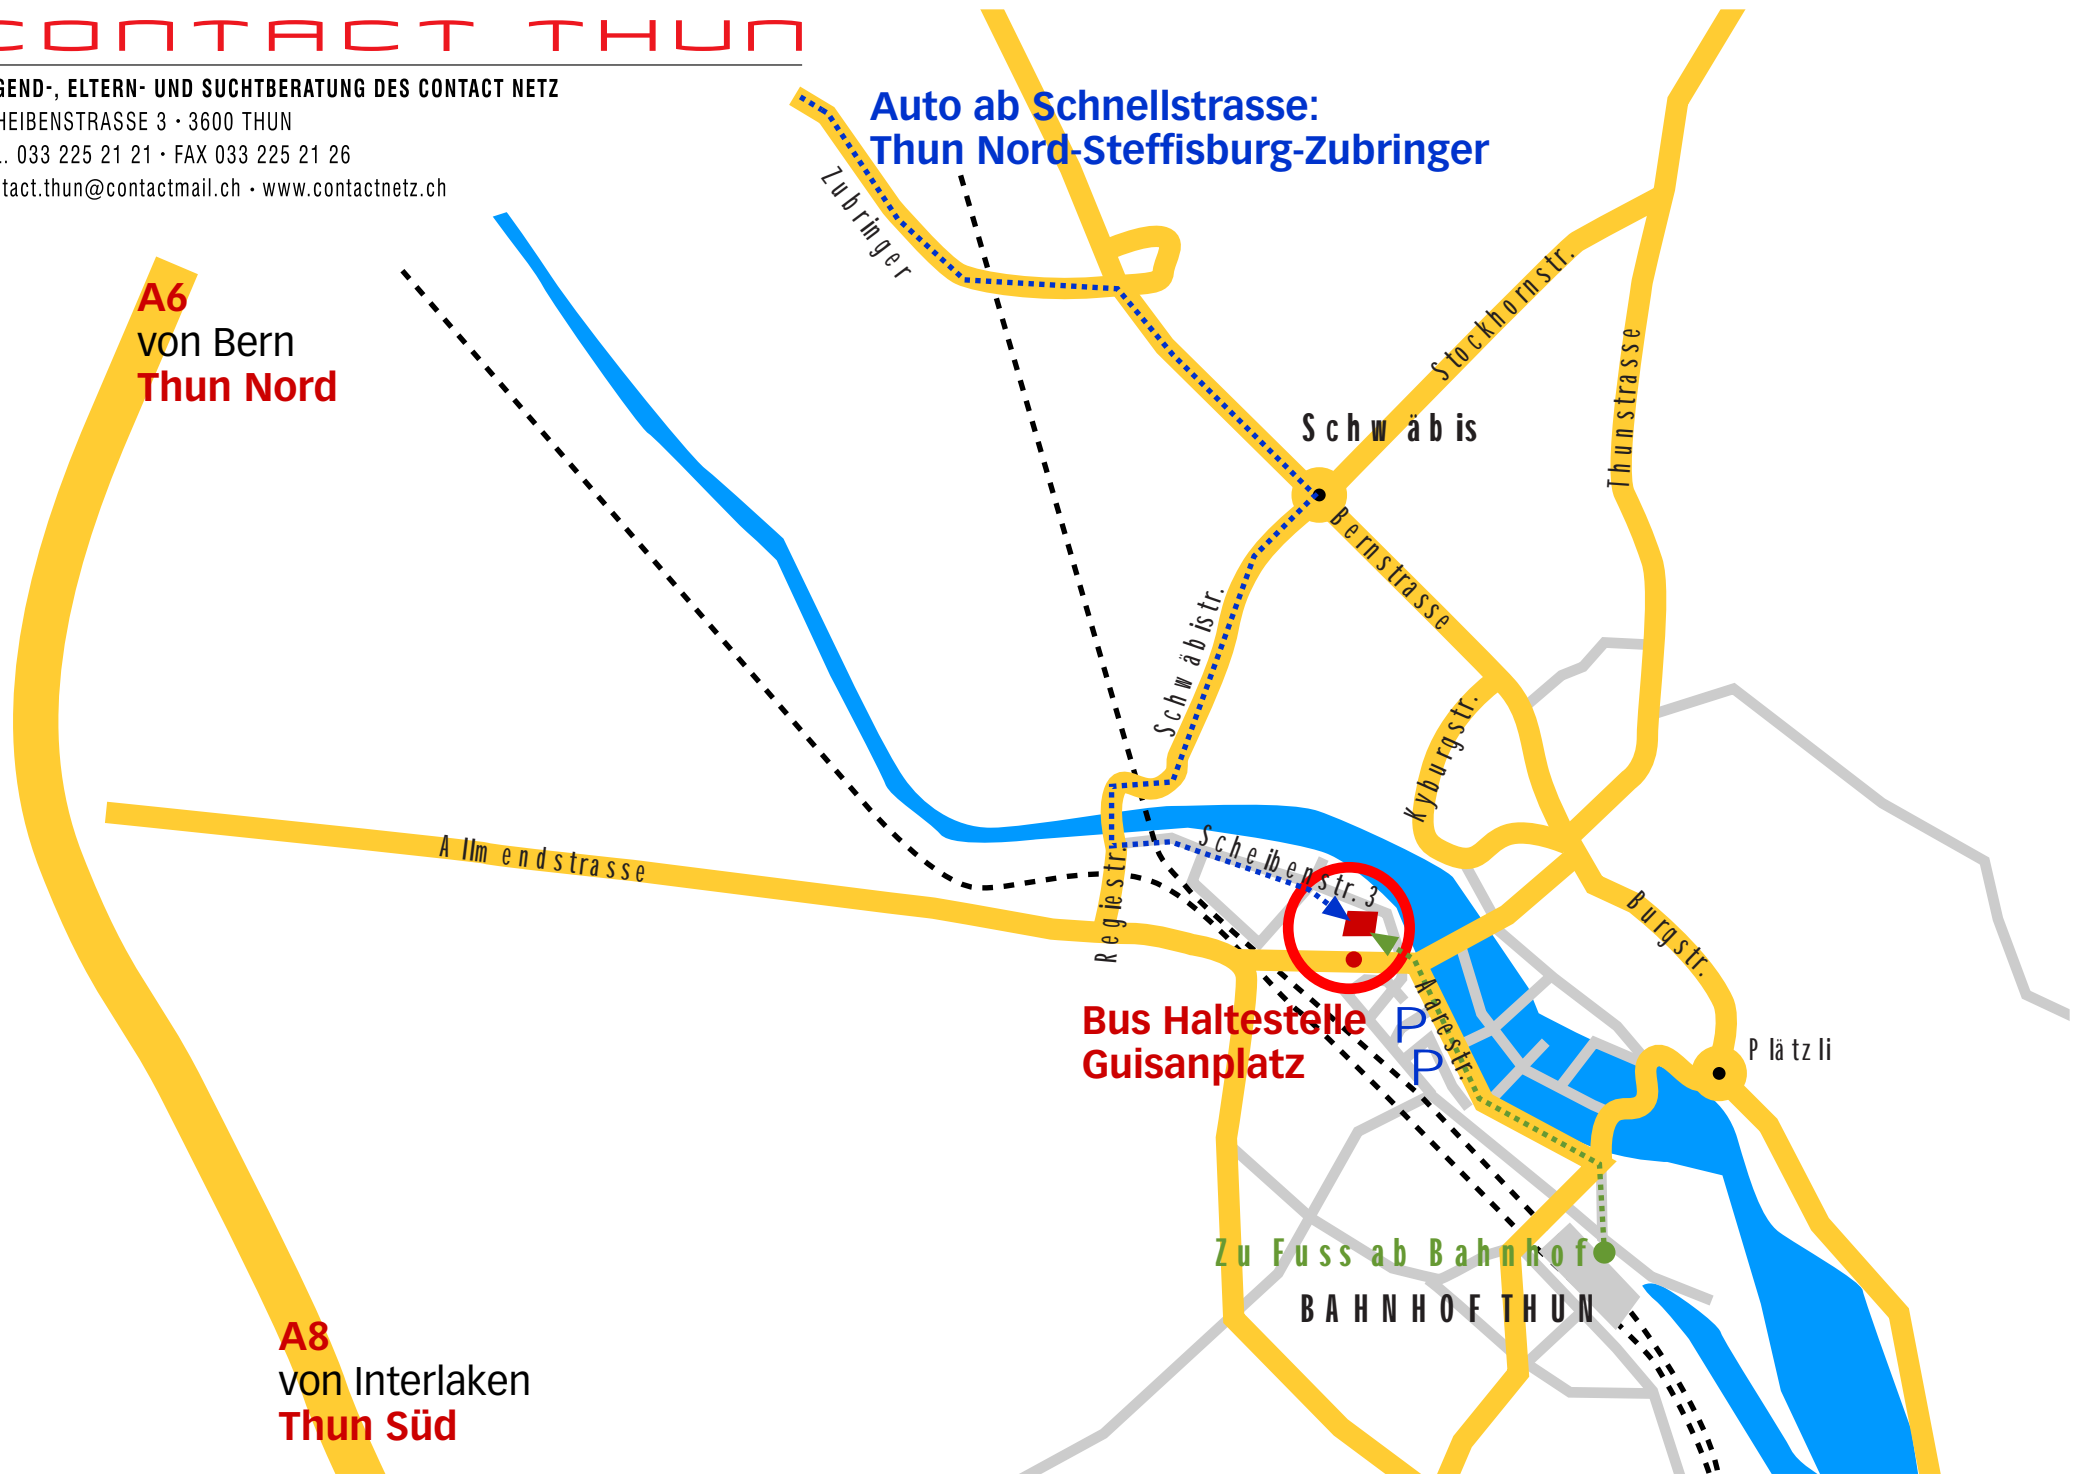 CONTACT THUN
GEND-, ELTERN- UND SUCHTBERATUNG DES CONTACT NETZ
HEIBENSTRASSE 3 • 3600 THUN
. 033 225 21 21 • FAX 033 225 21 26
tact.thun@contactmail.ch • www.contactnetz.ch
Auto ab Schnellstrasse:
Thun Nord-Steffisburg-Zubringer
Zubringer
A6
von Bern
Thun Nord
Stockhornstr.
Thunstrasse
Schwäbis
Bernstrasse
Schwäbistr.
Kyburgstr.
Allmendstrasse
Scheibenstr. 3
Regiestr.
Burgstr.
Aarestr.
Bus Haltestelle
Guisanplatz
P
P
Plätzli
Zu Fuss ab Bahnhof
BAHNHOF THUN
A8
von Interlaken
Thun Süd